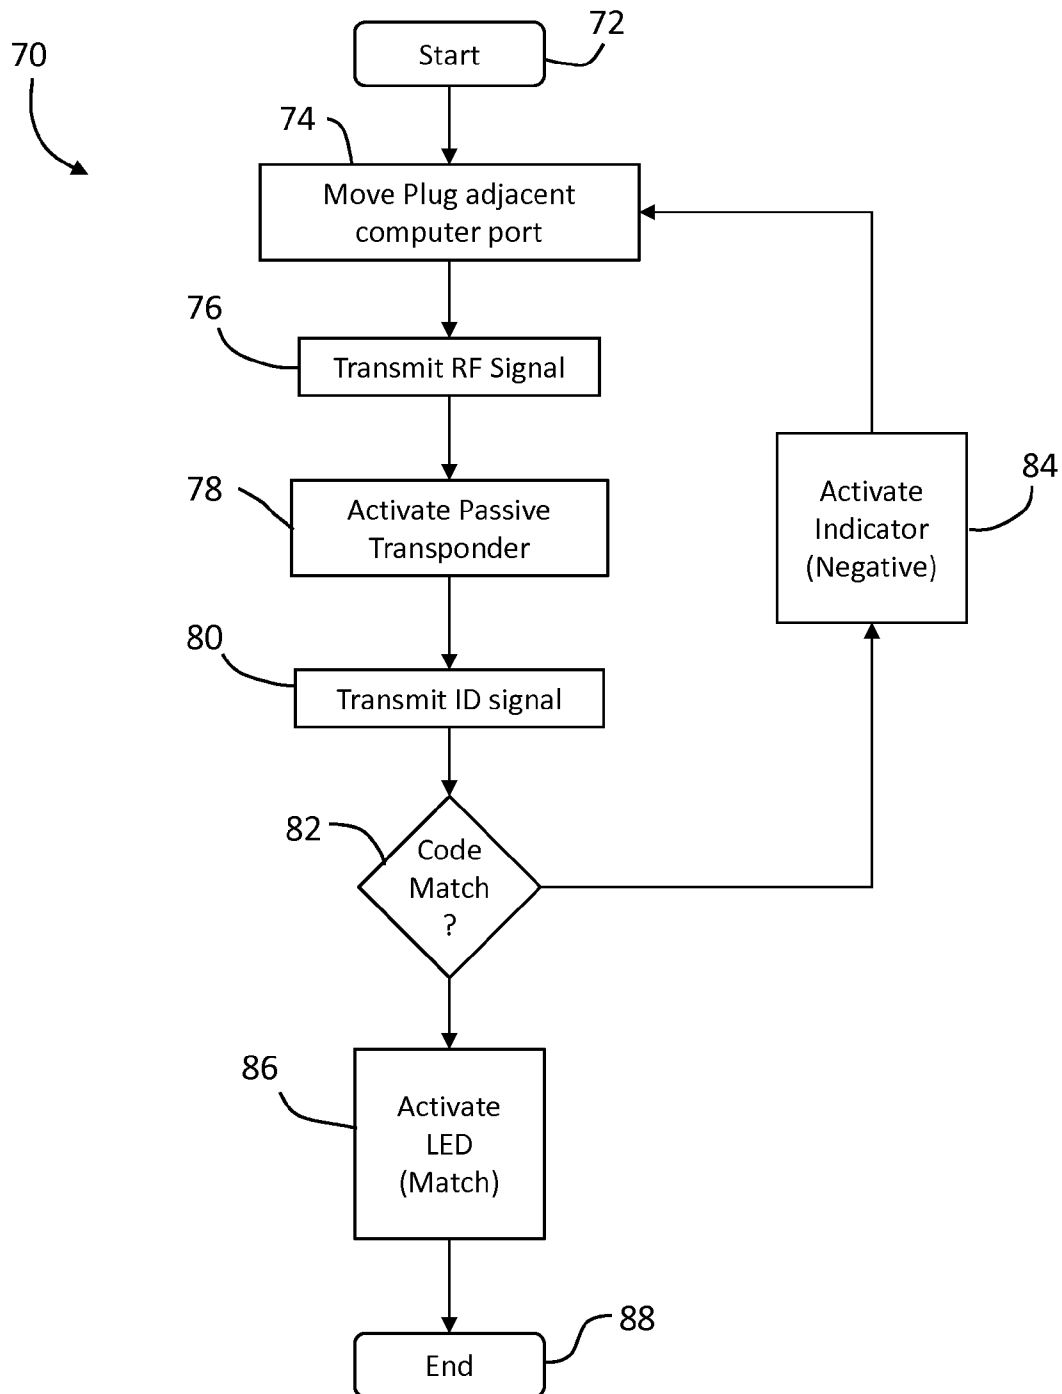 70
72
Start
74
Move Plug adjacent
computer port
76
Transmit RF Signal
78
Activate Passive
Transponder
84
Activate
Indicator
(Negative)
80
Transmit ID signal
82
Code
Match
?
86
Activate
LED
(Match)
88
End